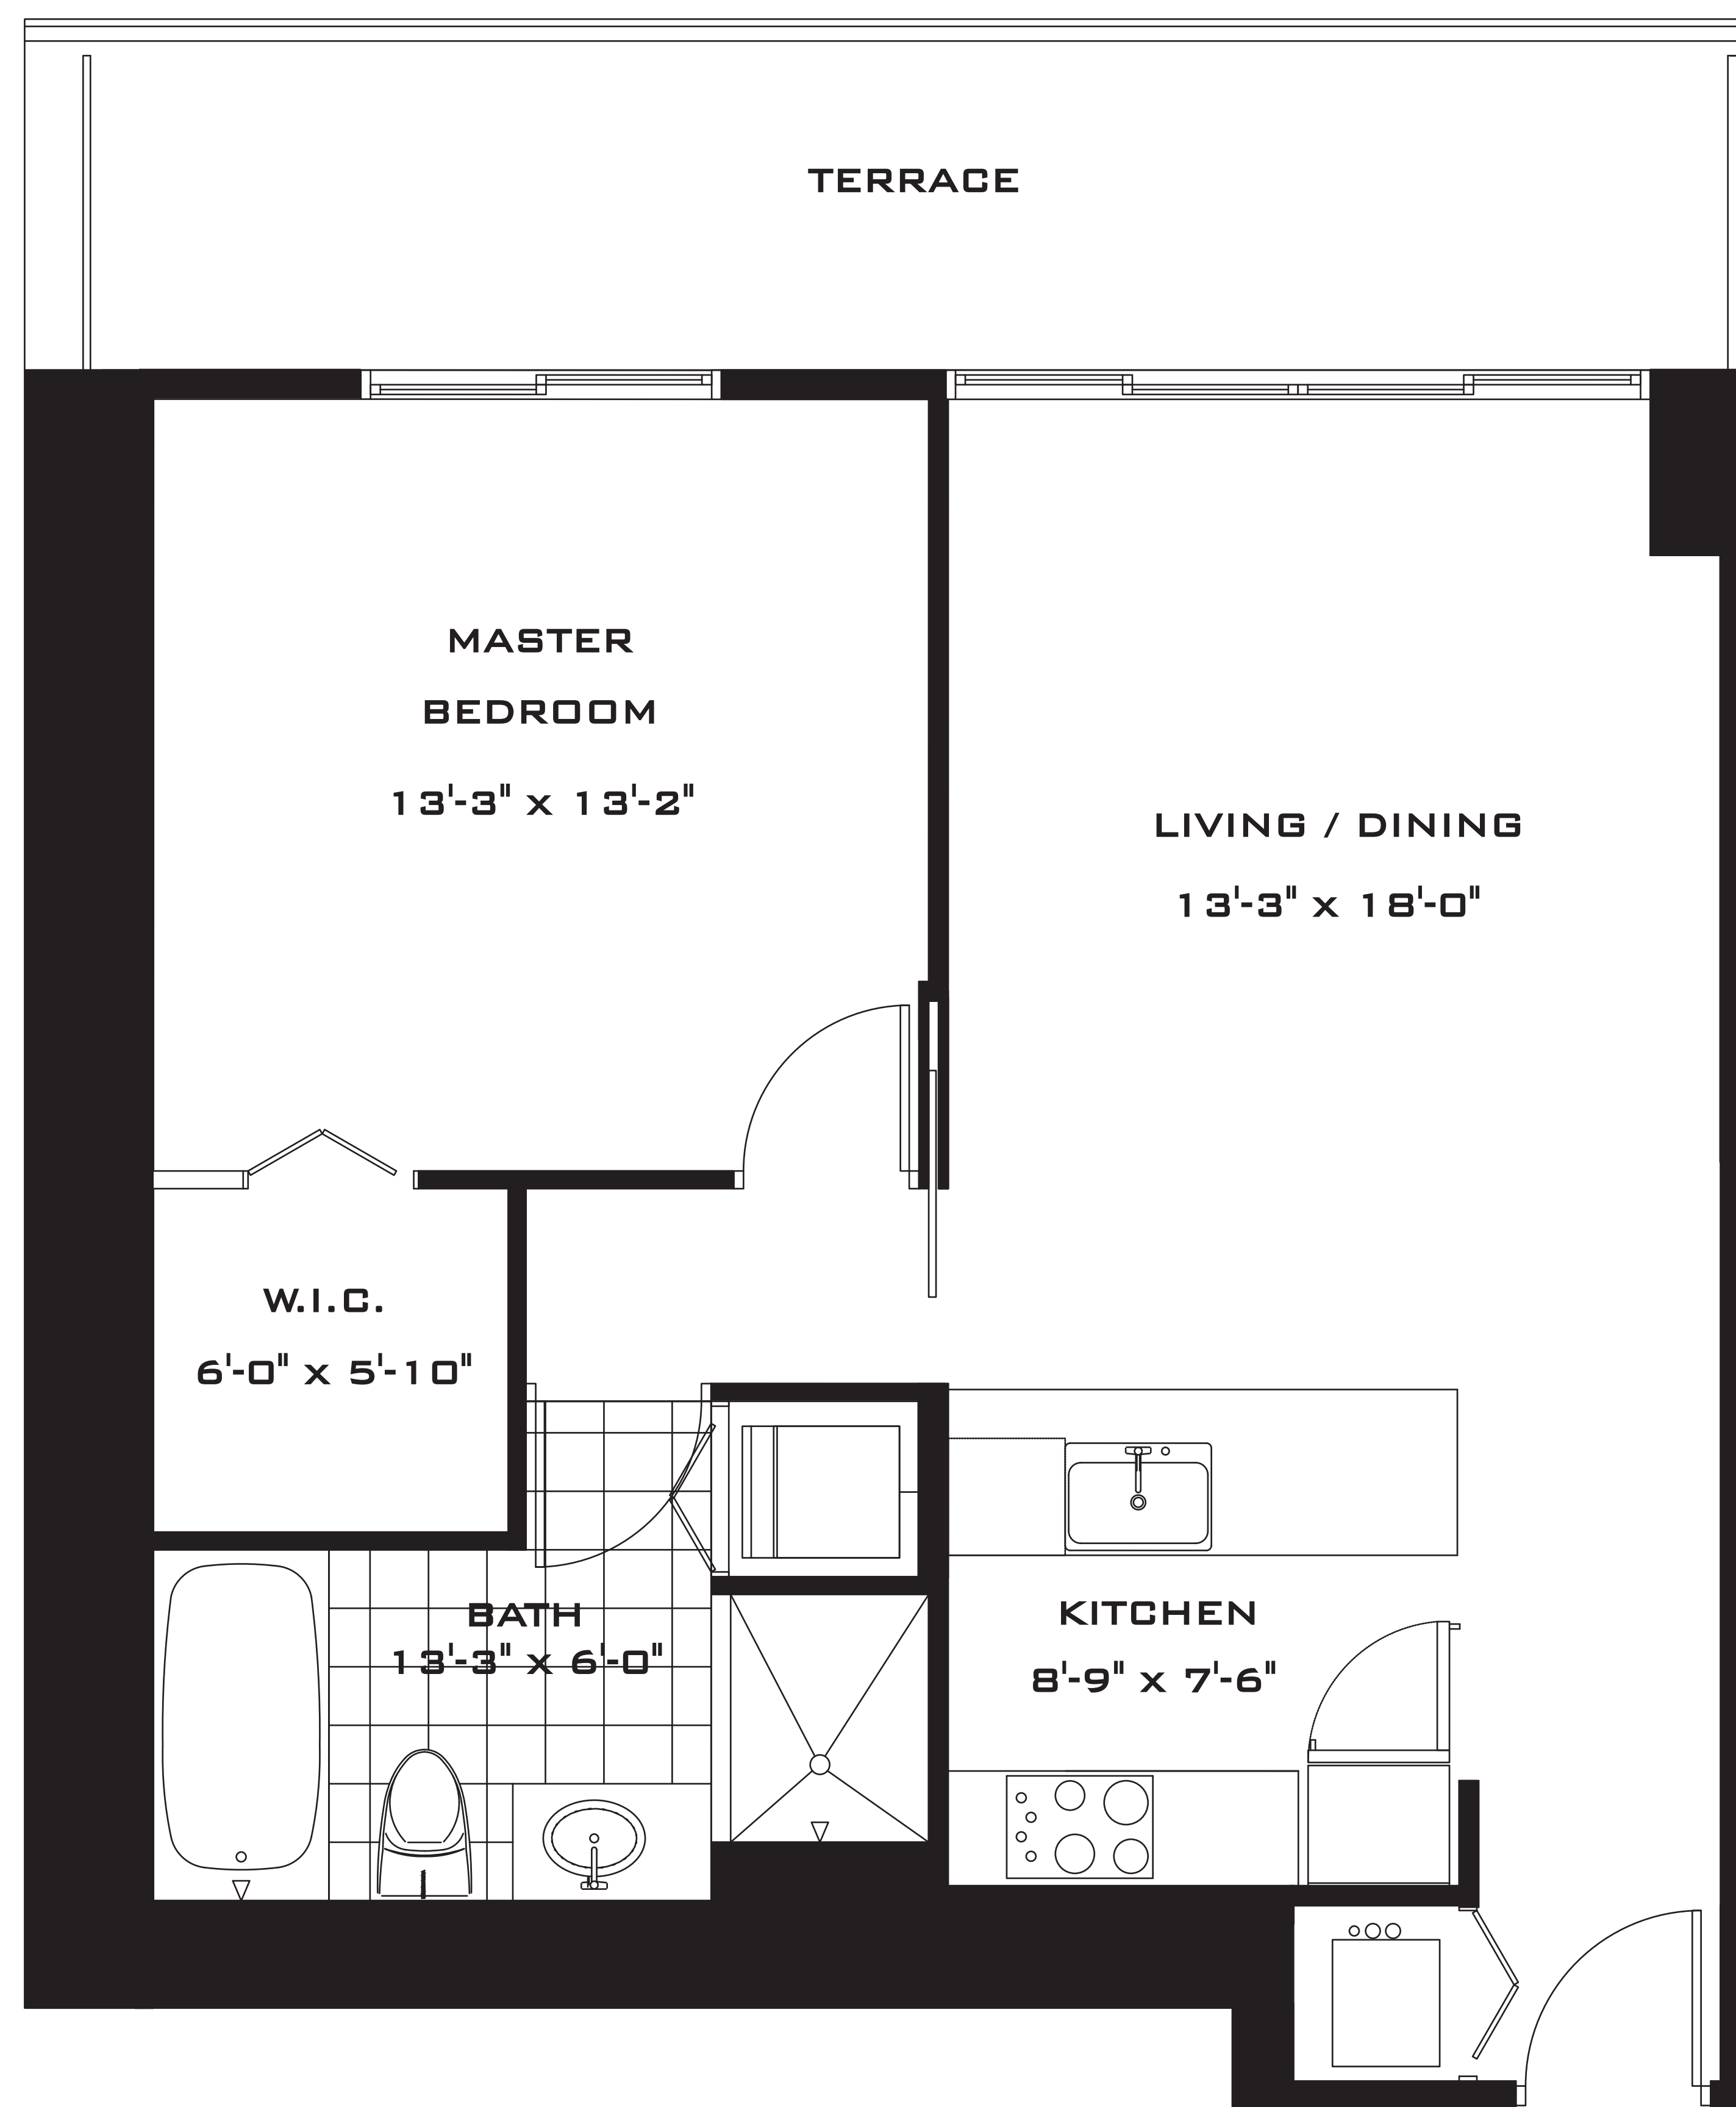 TERRACE
MASTER
BEDROOM
13'-3" x 13'-2"
LIVING / DINING
13'-3" x 18'-0"
W.I.C.
6'-0" x 5'-10"
BATH
13'-3" x 6'-0"
KITCHEN
8'-9" x 7'-6"